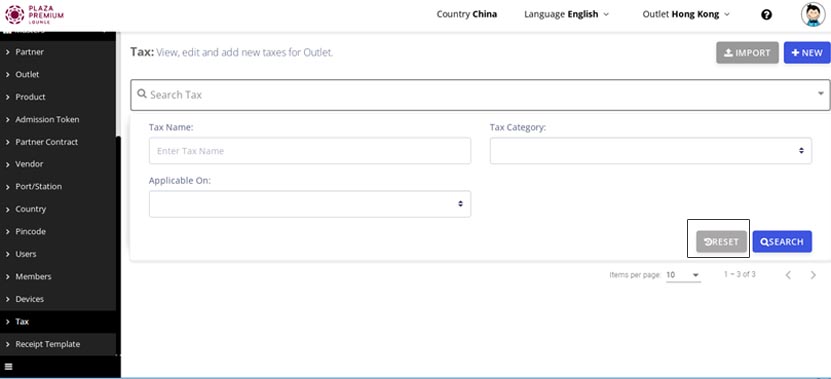 PLAZA
PREMIUM
LOUNGE
Country China
Language English
Outlet Hong Kong
Partner
Outlet
Product
Admission Token
Partner Contract
Vendor
Port/Station
Country
Pincode
Users
Members
Devices
Tax
Receipt Template
Tax: View, edit and add new taxes for Outlet.
IMPORT
+ NEW
Search Tax
Tax Name:
Enter Tax Name
Tax Category:
Applicable On:
RESET
SEARCH
Items per page: 10
1 – 3 of 3